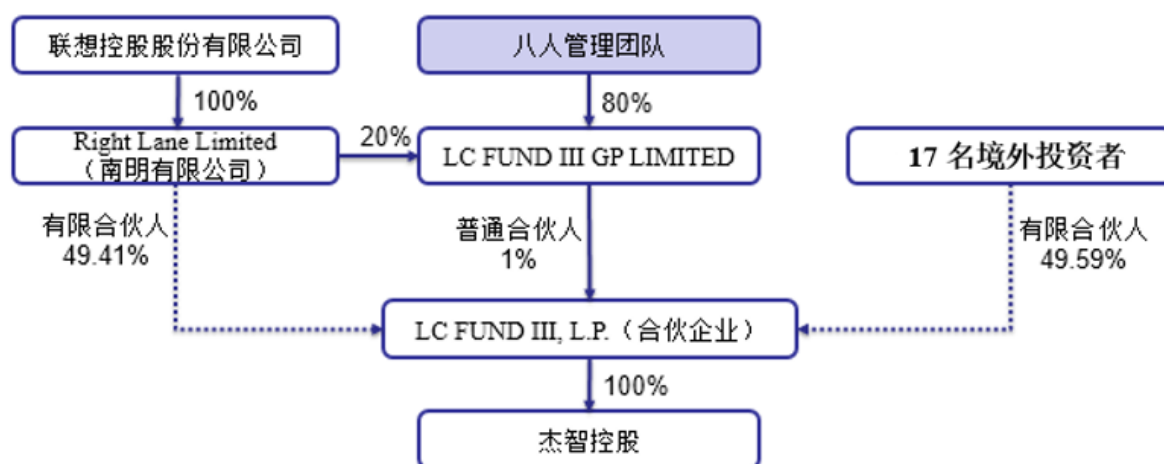 联想控股股份有限公司
八人管理团队
100%
80%
Right Lane Limited
（南明有限公司）
20%
LC FUND III GP LIMITED
17 名境外投资者
有限合伙人
49.41%
普通合伙人
1%
有限合伙人
49.59%
LC FUND III, L.P.（合伙企业）
100%
杰智控股